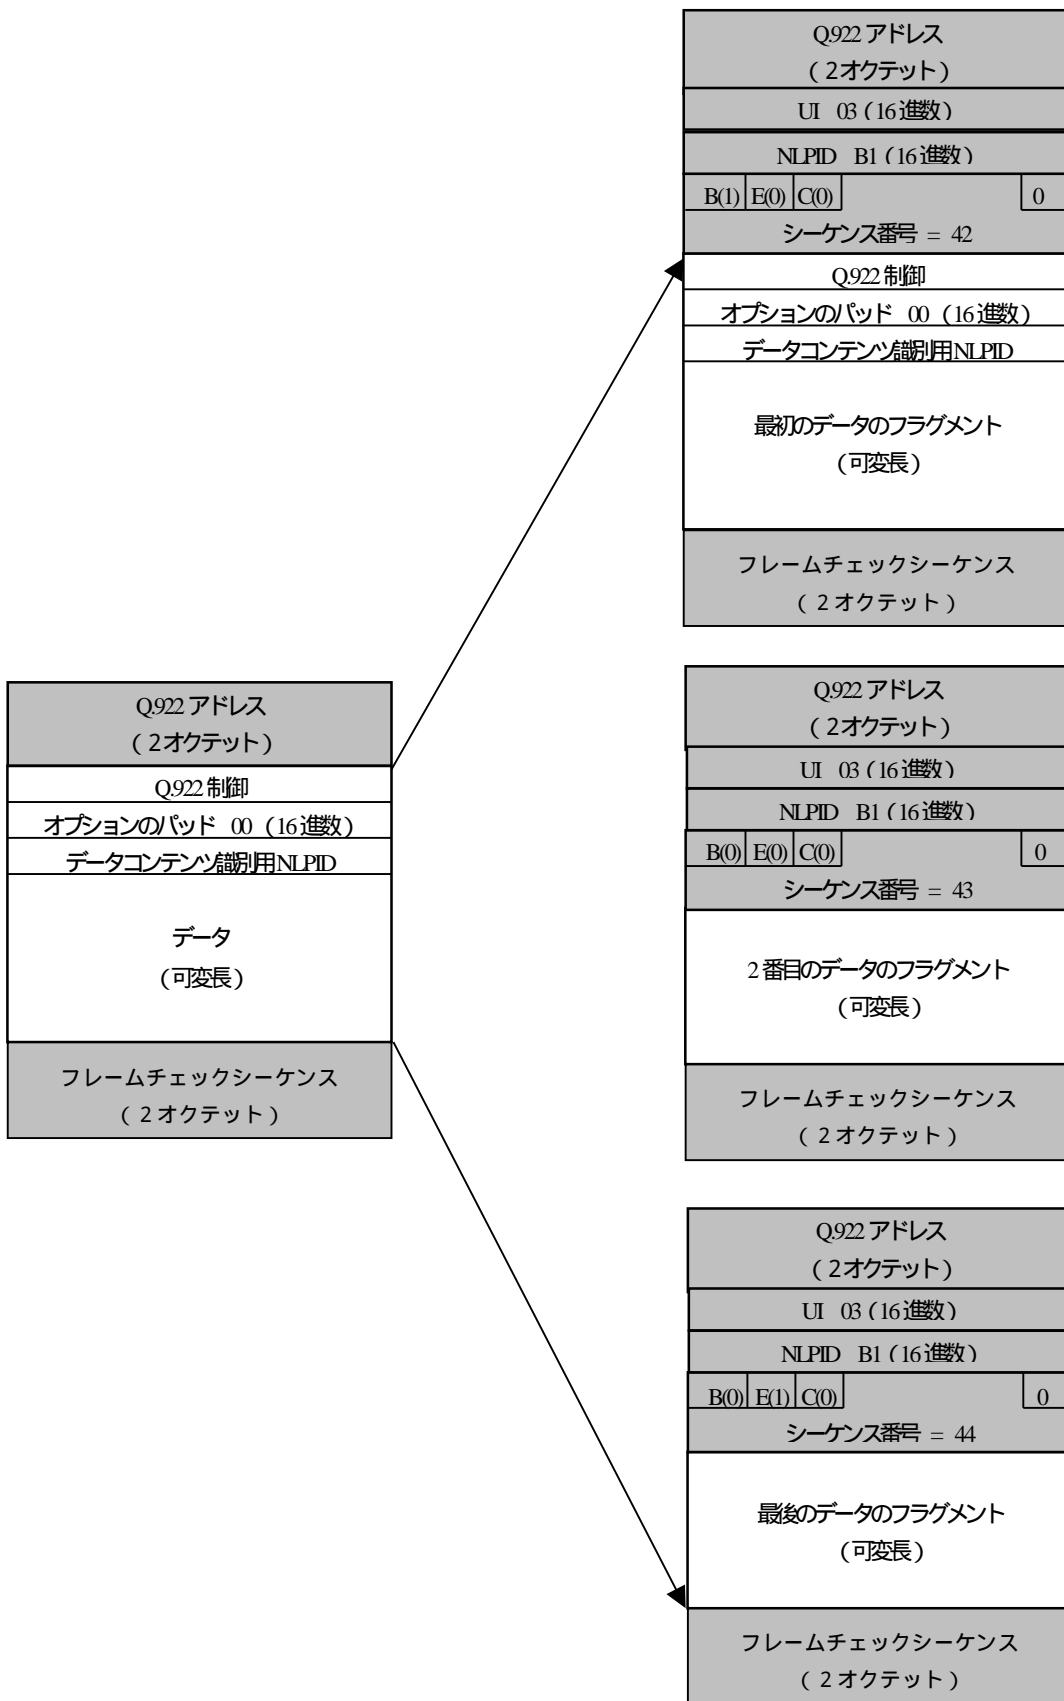 Q.922 アドレス
(2オクテット)
UI 03 (16進数)
NLPID B1 (16進数)
B(1) E(0) C(0) 0
シーケンス番号 = 42
Q.922 制御
オプションのパッド 00 (16進数)
データコンテンツ識別用NLPID
最初のデータのフラグメント
(可変長)
フレームチェックシーケンス
(2オクテット)
Q.922 アドレス
(2オクテット)
Q.922 制御
オプションのパッド 00 (16進数)
データコンテンツ識別用NLPID
データ
(可変長)
フレームチェックシーケンス
(2オクテット)
Q.922 アドレス
(2オクテット)
UI 03 (16進数)
NLPID B1 (16進数)
B(0) E(0) C(0) 0
シーケンス番号 = 43
2番目のデータのフラグメント
(可変長)
フレームチェックシーケンス
(2オクテット)
Q.922 アドレス
(2オクテット)
UI 03 (16進数)
NLPID B1 (16進数)
B(0) E(1) C(0) 0
シーケンス番号 = 44
最後のデータのフラグメント
(可変長)
フレームチェックシーケンス
(2オクテット)